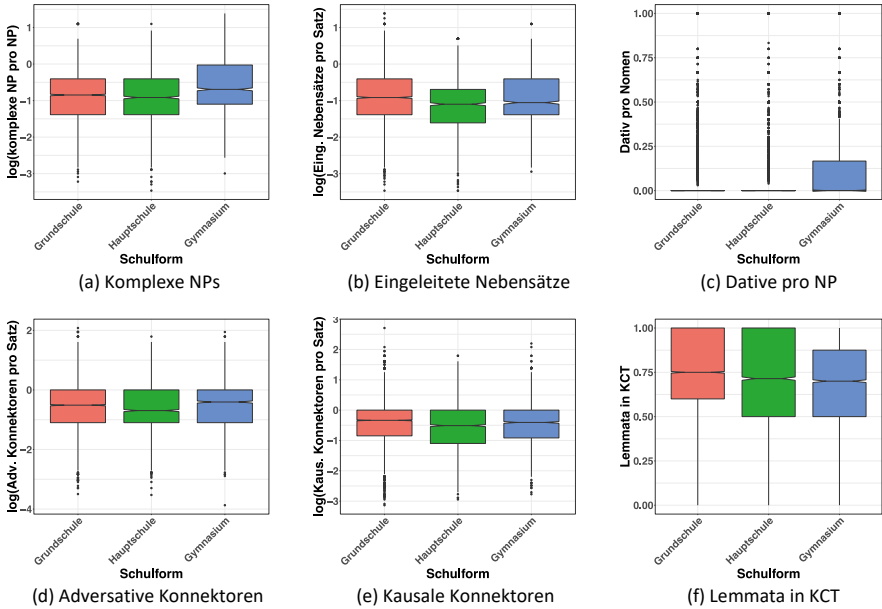 log(komplexe NP pro NP)
1
0
−1
−2
−3
Grundschule
Hauptschule
Gymnasium
Schulform
(a) Komplexe NPs
log(Eing. Nebensätze pro Satz)
1
0
−1
−2
−3
Grundschule
Hauptschule
Gymnasium
Schulform
(b) Eingeleitete Nebensätze
Dativ pro Nomen
1.00
0.75
0.50
0.25
0.00
Grundschule
Hauptschule
Gymnasium
Schulform
(c) Dative pro NP
log(Adv. Konnektoren pro Satz)
2
0
−2
−4
Grundschule
Hauptschule
Gymnasium
Schulform
(d) Adversative Konnektoren
log(Kaus. Konnektoren pro Satz)
3
2
1
0
−1
−2
−3
Grundschule
Hauptschule
Gymnasium
Schulform
(e) Kausale Konnektoren
Lemmata in KCT
1.00
0.75
0.50
0.25
0.00
Grundschule
Hauptschule
Gymnasium
Schulform
(f) Lemmata in KCT